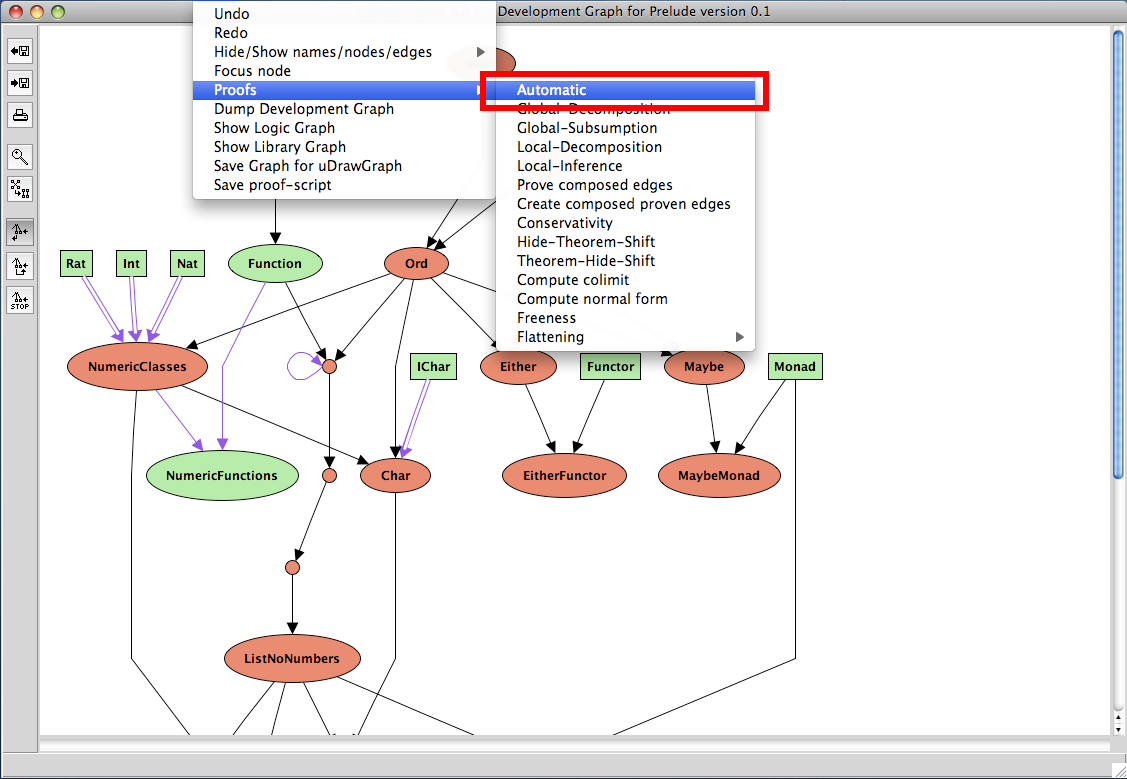 Development Graph for Prelude version 0.1
Undo
Redo
Hide/Show names/nodes/edges
Focus node
Proofs
Dump Development Graph
Show Logic Graph
Show Library Graph
Save Graph for uDrawGraph
Save proof-script
Automatic
Global-Decomposition
Global-Subsumption
Local-Decomposition
Local-Inference
Prove composed edges
Create composed proven edges
Conservativity
Hide-Theorem-Shift
Theorem-Hide-Shift
Compute colimit
Compute normal form
Freeness
Flattening
STOP
Rat
Int
Nat
Function
Ord
NumericClasses
IChar
Either
Functor
Maybe
Monad
NumericFunctions
Char
EitherFunctor
MaybeMonad
ListNoNumbers